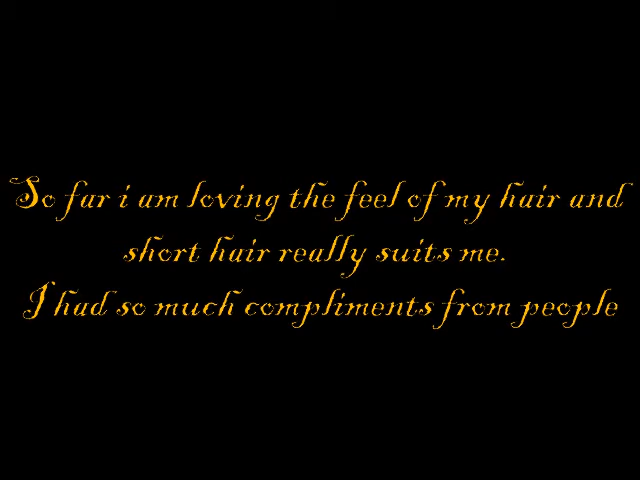 So far i am loving the feel of my hair and
short hair really suits me.
I had so much compliments from people